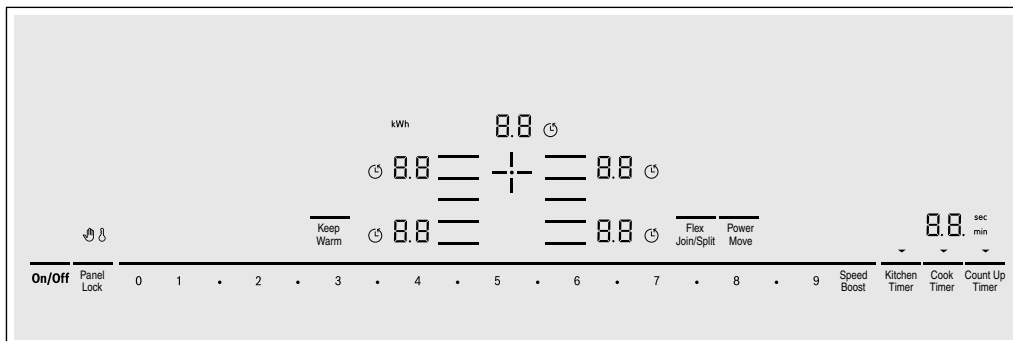 kWh 8.8
8.8 8.8
8.8 8.8
Keep
Warm
Flex
Join/Split
Power
Move
8.8. sec
min
On/Off
Panel
Lock
0 1 • 2 • 3 • 4 • 5 • 6 • 7 • 8 • 9
Speed
Boost
Kitchen
Timer
Cook
Timer
Count Up
Timer